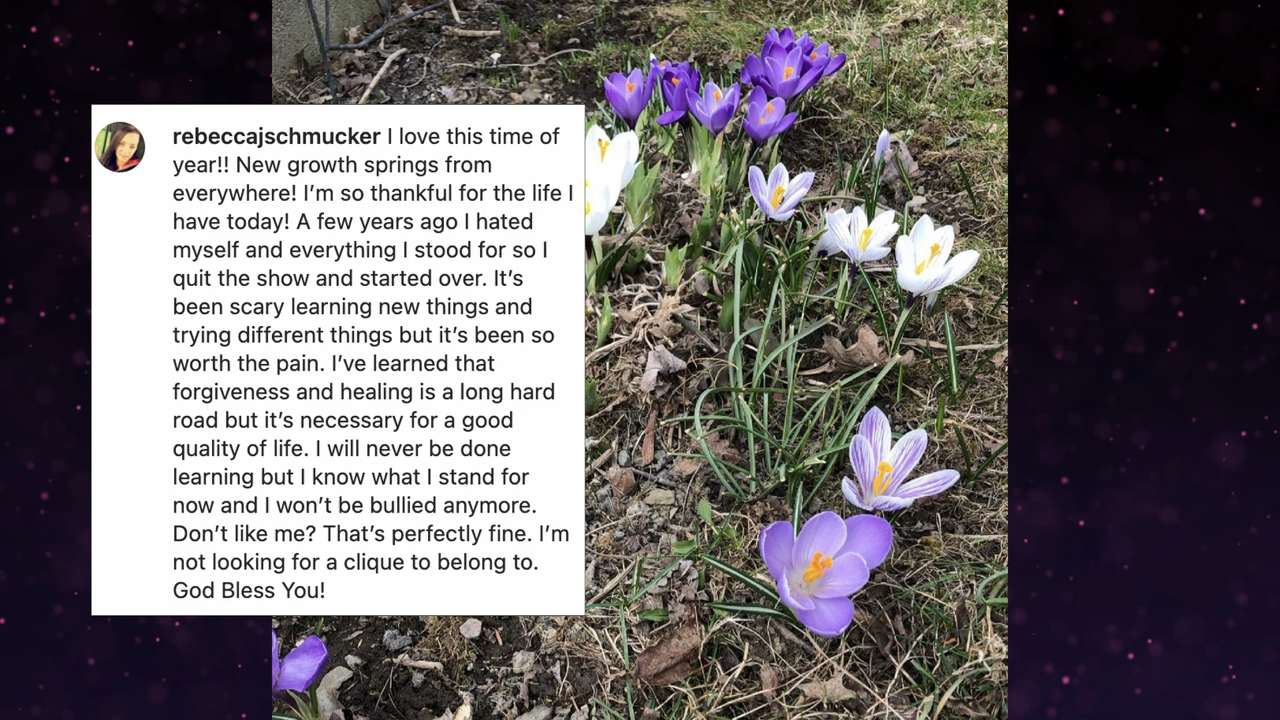 rebeccajschmucker I love this time of
year!! New growth springs from
everywhere! I’m so thankful for the life I
have today! A few years ago I hated
myself and everything I stood for so I
quit the show and started over. It’s
been scary learning new things and
trying different things but it’s been so
worth the pain. I’ve learned that
forgiveness and healing is a long hard
road but it’s necessary for a good
quality of life. I will never be done
learning but I know what I stand for
now and I won’t be bullied anymore.
Don’t like me? That’s perfectly fine. I’m
not looking for a clique to belong to.
God Bless You!